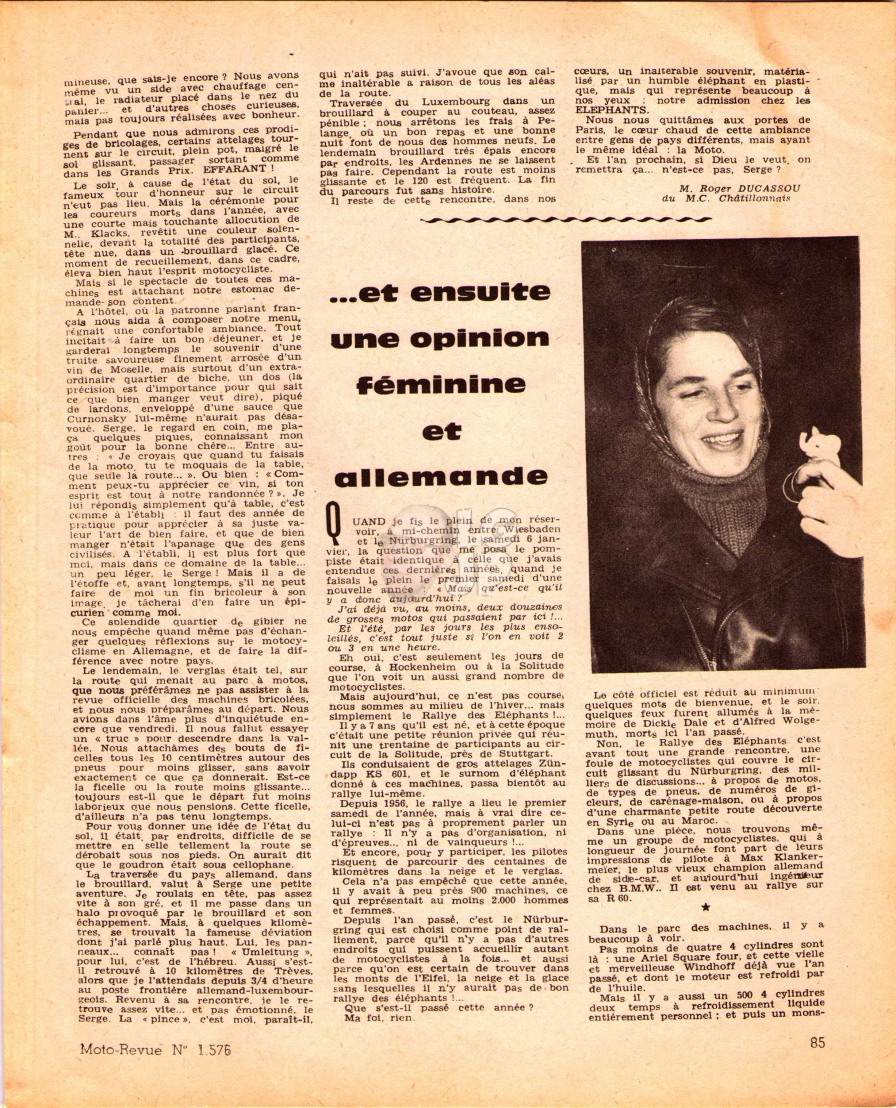 mineuse, que sais-je encore ? Nous avons
même vu un side avec chauffage cen-
tral, le radiateur placé dans le nez du
panier... et d'autres choses curieuses,
mais pas toujours réalisées avec bonheur.
Pendant que nous admirons ces prodi-
ges de bricolages, certains attelages tour-
nent sur le circuit, plein pot, malgré le
sol glissant, passager sortant comme
dans les Grands Prix. EFFARANT !
Le soir, à cause de l'état du sol, le
fameux tour d'honneur sur le circuit
n'eut pas lieu. Mais la cérémonie pour
les coureurs morts dans l'année, avec
une courte mais touchante allocution de
M. Klacks, revêtit une couleur solen-
nelle, devant la totalité des participants,
tête nue, dans un brouillard glacé. Ce
moment de recueillement, dans ce cadre,
éleva bien haut l'esprit motocycliste.
Mais si le spectacle de toutes ces ma-
chines est attachant notre estomac de-
mande son content.
A l'hôtel, où la patronne parlant fran-
çais nous aida à composer notre menu,
régnait une confortable ambiance. Tout
incitait à faire un bon déjeuner, et je
garderai longtemps le souvenir d'une
truite savoureuse finement arrosée d'un
vin de Moselle, mais surtout d'un extra-
ordinaire quartier de biche, un dos (la
précision est d'importance pour qui sait
ce que bien manger veut dire), piqué
de lardons, enveloppé d'une sauce que
Curnonsky lui-même n'aurait pas désa-
voué. Serge, le regard en coin, me pla-
ça quelques piques, connaissant mon
goût pour la bonne chère... Entre au-
tres : « Je croyais que quand tu faisais
de la moto, tu te moquais de la table,
que seule la route... ». Ou bien : « Com-
ment peux-tu apprécier ce vin, si ton
esprit est tout à notre randonnée ? ». Je
lui répondis simplement qu'à table, c'est
comme à l'établi : il faut des année de
pratique pour apprécier à sa juste va-
leur l'art de bien faire, et que de bien
manger n'était l'apanage que des gens
civilisés. A l'établi, il est plus fort que
moi, mais dans ce domaine de la table...
un peu léger, le Serge ! Mais il a de
l'étoffe et, avant longtemps, s'il ne peut
faire de moi un fin bricoleur à son
image, je tâcherai d'en faire un épi-
curien comme moi.
Ce splendide quartier de gibier ne
nous empêche quand même pas d'échan-
ger quelques réflexions sur le motocy-
clisme en Allemagne, et de faire la dif-
férence avec notre pays.
Le lendemain, le verglas était tel, sur
la route qui menait au parc à motos,
que nous préférâmes ne pas assister à la
revue officielle des machines bricolées,
et nous nous préparâmes au départ. Nous
avions dans l'âme plus d'inquiétude en-
core que vendredi. Il nous fallut essayer
un « truc » pour descendre dans la val-
lée. Nous attachâmes des bouts de fi-
celles tous les 10 centimètres autour des
pneus pour moins glisser, sans savoir
exactement ce que ça donnerait. Est-ce
la ficelle ou la route moins glissante...
toujours est-il que le départ fut moins
laborieux que nous pensions. Cette ficelle,
d'ailleurs n'a pas tenu longtemps.
Pour vous donner une idée de l'état du
sol, il était, par endroits, difficile de se
mettre en selle tellement la route se
dérobait sous nos pieds. On aurait dit
que le goudron était sous cellophane.
La traversée du pays allemand, dans
le brouillard, valut à Serge une petite
aventure. Je roulais en tête, pas assez
vite à son gré, et il me passe dans un
halo provoqué par le brouillard et son
échappement. Mais, à quelques kilomè-
tres, se trouvait la fameuse déviation
dont j'ai parlé plus haut. Lui, les pan-
neaux... connaît pas ! « Umleitung »,
pour lui, c'est de l'hébreu. Aussi s'est-
il retrouvé à 10 kilomètres de Trèves,
alors que je l'attendais depuis 3/4 d'heure
au poste frontière allemand-luxembour-
geois. Revenu à sa rencontre, je le re-
trouve assez vite... et pas émotionné, le
Serge. La « pince », c'est moi, paraît-il,
qui n'ait pas suivi. J'avoue que son cal-
me inaltérable a raison de tous les aléas
de la route.
Traversée du Luxembourg dans un
brouillard à couper au couteau, assez
pénible ; nous arrêtons les frais à Pe-
lange, où un bon repas et une bonne
nuit font de nous des hommes neufs. Le
lendemain brouillard très épais encore
par endroits, les Ardennes ne se laissent
pas faire. Cependant la route est moins
glissante et le 120 est fréquent. La fin
du parcours fut sans histoire.
Il reste de cette rencontre, dans nos
cœurs, un inaltérable souvenir, matéria-
lisé par un humble éléphant en plasti-
que, mais qui représente beaucoup à
nos yeux : notre admission chez les
ELEPHANTS.
Nous nous quittâmes aux portes de
Paris, le cœur chaud de cette ambiance
entre gens de pays différents, mais ayant
le même idéal : la Moto.
Et l'an prochain, si Dieu le veut, on
remettra ça... n'est-ce pas, Serge ?
M. Roger DUCASSOU
du M.C. Châtillonnais
...et ensuite
une opinion
féminine
et
allemande
QUAND je fis le plein de mon réser-
voir, à mi-chemin entre Wiesbaden
et le Nürburgring, le samedi 6 jan-
vier, la question que me posa le pom-
piste était identique à celle que j'avais
entendue ces dernières années, quand je
faisais le plein le premier samedi d'une
nouvelle année : « Mais qu'est-ce qu'il
y a donc aujourd'hui ?
J'ai déjà vu, au moins, deux douzaines
de grosses motos qui passaient par ici !...
Et l'été, par les jours les plus enso-
leillés, c'est tout juste si l'on en voit 2
ou 3 en une heure.
Eh oui, c'est seulement les jours de
course, à Hockenheim ou à la Solitude
que l'on voit un aussi grand nombre de
motocyclistes.
Mais aujourd'hui, ce n'est pas course,
nous sommes au milieu de l'hiver... mais
simplement le Rallye des Eléphants !...
Il y a 7 ans qu'il est né, et à cette époque
c'était une petite réunion privée qui réu-
nit une trentaine de participants au cir-
cuit de la Solitude, près de Stuttgart.
Ils conduisaient de gros attelages Zün-
dapp KS 601, et le surnom d'éléphant
donné à ces machines, passa bientôt au
rallye lui-même.
Depuis 1956, le rallye a lieu le premier
samedi de l'année, mais à vrai dire ce-
lui-ci n'est pas à proprement parler un
rallye : Il n'y a pas d'organisation, ni
d'épreuves... ni de vainqueurs !...
Et encore, pour y participer, les pilotes
risquent de parcourir des centaines de
kilomètres dans la neige et le verglas.
Cela n'a pas empêché que cette année,
il y avait à peu près 900 machines, ce
qui représentait au moins 2.000 hommes
et femmes.
Depuis l'an passé, c'est le Nürbur-
gring qui est choisi comme point de ral-
liement, parce qu'il n'y a pas d'autres
endroits qui puissent accueillir autant
de motocyclistes à la fois... et aussi
parce qu'on est certain de trouver dans
les monts de l'Eifel, la neige et la glace
sans lesquelles il n'y aurait pas de bon
rallye des éléphants !...
Que s'est-il passé cette année ?
Ma foi, rien.
Le côté officiel est réduit au minimum
quelques mots de bienvenue, et le soir,
quelques feux furent allumés à la mé-
moire de Dickie Dale et d'Alfred Wolge-
muth, morts ici l'an passé.
Non, le Rallye des Eléphants c'est
avant tout une grande rencontre, une
foule de motocyclistes qui couvre le cir-
cuit glissant du Nürburgring, des mil-
liers de discussions... à propos de motos,
de types de pneus, de numéros de gi-
cleurs, de carénage-maison, ou à propos
d'une charmante petite route découverte
en Syrie ou au Maroc.
Dans une pièce, nous trouvons mê-
me un groupe de motocyclistes, qui à
longueur de journée font part de leurs
impressions de pilote à Max Klanker-
meier, le plus vieux champion allemand
de side-car, et aujourd'hui ingénieur
chez B.M.W.. Il est venu au rallye sur
sa R 60.
★
Dans le parc des machines, il y a
beaucoup à voir.
Pas moins de quatre 4 cylindres sont
là : une Ariel Square four, et cette vieille
et merveilleuse Windhoff déjà vue l'an
passé, et dont le moteur est refroidi par
de l'huile.
Mais il y a aussi un 500 4 cylindres
deux temps à refroidissement liquide
entièrement personnel ; et puis un mons-
Moto-Revue N° 1.576
85